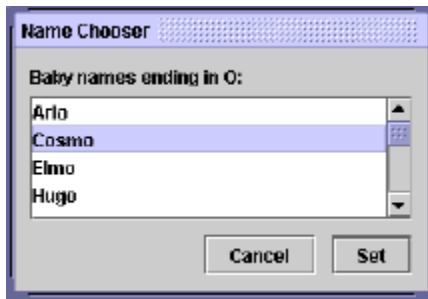 Name Chooser
Baby names ending in O:
Arlo
Cosmo
Elmo
Hugo
Cancel
Set